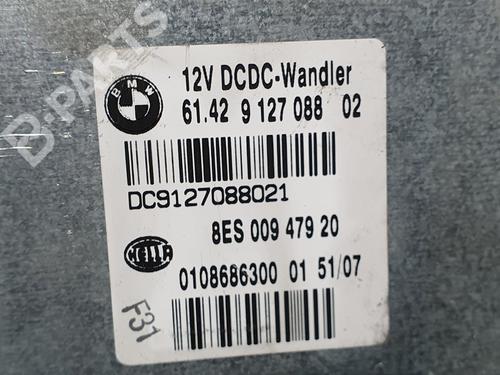 B-PARTS
BMW
12V DCDC-Wandler
61.42 9 127 088 02
DC9127088021
8ES 009 479 20
HELLA
0108686300 01 51/07
F31